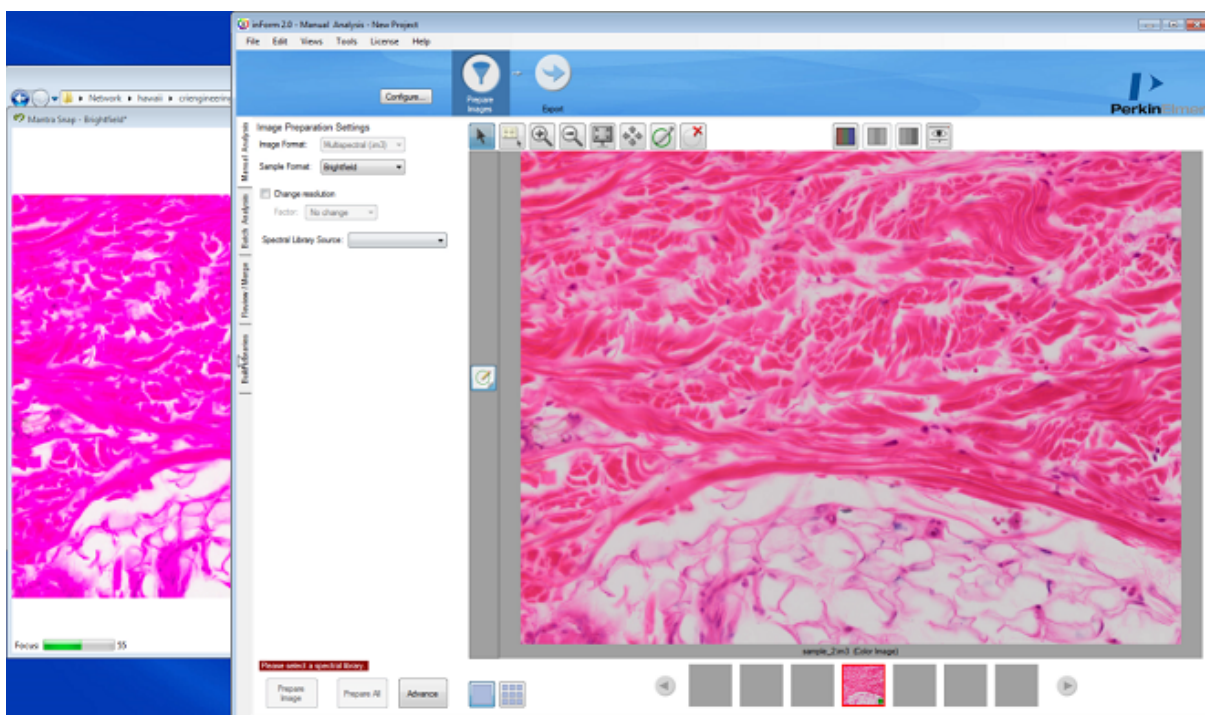 inForm 2.0 - Manual Analysis - New Project
File Edit Views Tools License Help
Network hawaii criengineering
Configure...
Prepare Images
Export
PerkinElmer
Mantra Snap - Brightfield*
Manual Analysis
Batch Analysis
Review / Merge
Build Libraries
Image Preparation Settings
Image Format: Multispectral (.im3)
Sample Format: Brightfield
Change resolution
Factor: No change
Spectral Library Source:
Focus 55
sample_2.im3 (Color Image)
Please select a spectral library.
Prepare Image
Prepare All
Advance